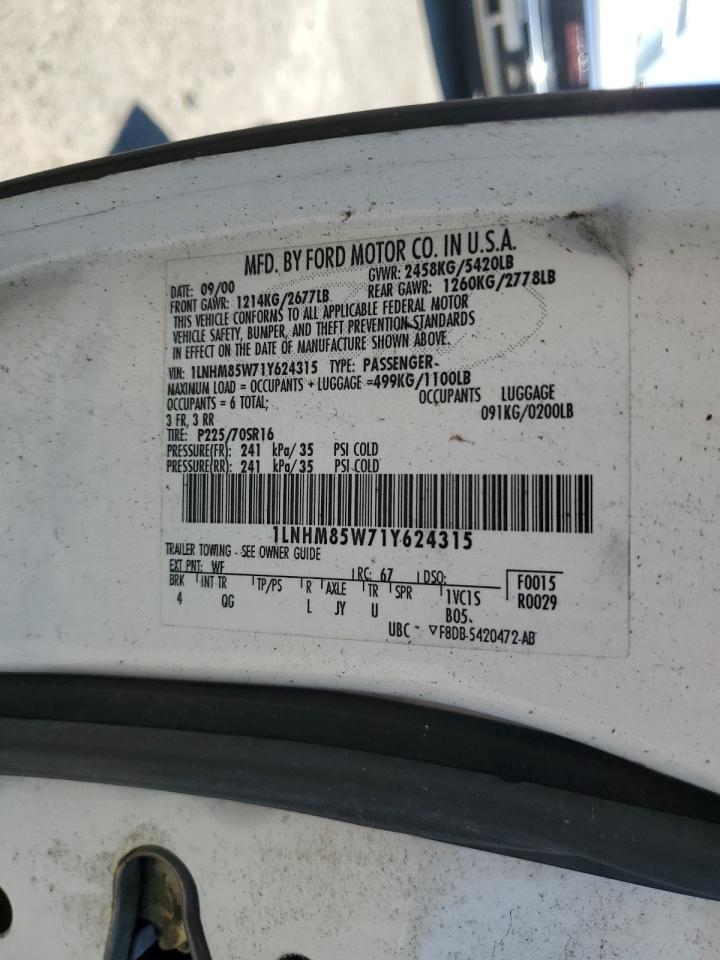 MFD. BY FORD MOTOR CO. IN U.S.A.
DATE: 09/00 GVWR: 2458KG/5420LB
FRONT GAWR: 1214KG/2677LB REAR GAWR: 1260KG/2778LB
THIS VEHICLE CONFORMS TO ALL APPLICABLE FEDERAL MOTOR
VEHICLE SAFETY, BUMPER, AND THEFT PREVENTION STANDARDS
IN EFFECT ON THE DATE OF MANUFACTURE SHOWN ABOVE.
VIN: 1LNHM85W71Y624315 TYPE: PASSENGER
MAXIMUM LOAD = OCCUPANTS + LUGGAGE =499KG/1100LB
OCCUPANTS = 6 TOTAL; OCCUPANTS LUGGAGE
3 FR, 3 RR 091KG/0200LB
TIRE: P225/70SR16
PRESSURE(FR): 241 kPa/35 PSI COLD
PRESSURE(RR): 241 kPa/35 PSI COLD
1LNHM85W71Y624315
TRAILER TOWING - SEE OWNER GUIDE
EXT PNT: WF RC: 67 DSO: F0015
BRK INT TR TP/PS R AXLE TR SPR 1VC1S R0029
4 QG L JY U B05
UBC ▽F8DB-5420472-AB